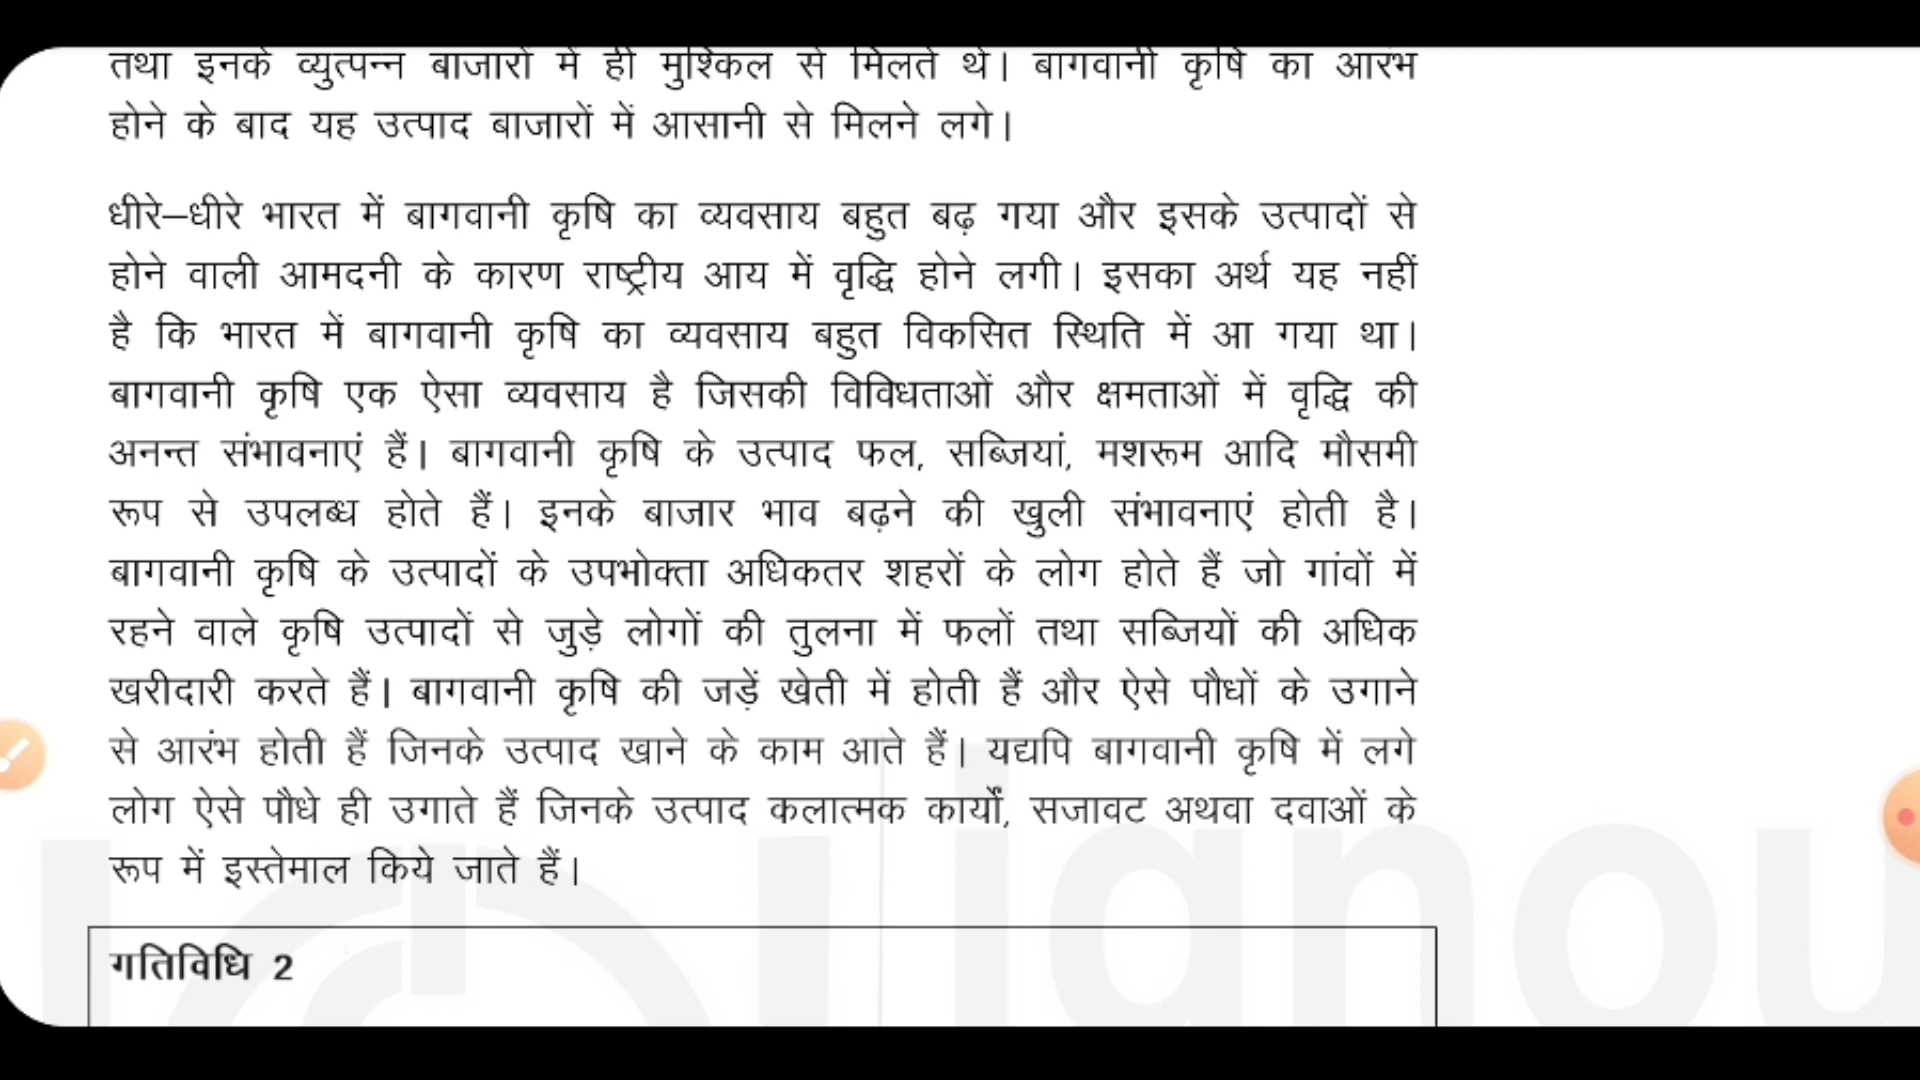 तथा इनके व्युत्पन्न बाजारों में ही मुश्किल से मिलते थे। बागवानी कृषि का आरंभ
होने के बाद यह उत्पाद बाजारों में आसानी से मिलने लगे।
धीरे–धीरे भारत में बागवानी कृषि का व्यवसाय बहुत बढ़ गया और इसके उत्पादों से
होने वाली आमदनी के कारण राष्ट्रीय आय में वृद्धि होने लगी। इसका अर्थ यह नहीं
है कि भारत में बागवानी कृषि का व्यवसाय बहुत विकसित स्थिति में आ गया था।
बागवानी कृषि एक ऐसा व्यवसाय है जिसकी विविधताओं और क्षमताओं में वृद्धि की
अनन्त संभावनाएं हैं। बागवानी कृषि के उत्पाद फल, सब्जियां, मशरूम आदि मौसमी
रूप से उपलब्ध होते हैं। इनके बाजार भाव बढ़ने की खुली संभावनाएं होती है।
बागवानी कृषि के उत्पादों के उपभोक्ता अधिकतर शहरों के लोग होते हैं जो गांवों में
रहने वाले कृषि उत्पादों से जुड़े लोगों की तुलना में फलों तथा सब्जियों की अधिक
खरीदारी करते हैं। बागवानी कृषि की जड़ें खेती में होती हैं और ऐसे पौधों के उगाने
से आरंभ होती हैं जिनके उत्पाद खाने के काम आते हैं। यद्यपि बागवानी कृषि में लगे
लोग ऐसे पौधे ही उगाते हैं जिनके उत्पाद कलात्मक कार्यों, सजावट अथवा दवाओं के
रूप में इस्तेमाल किये जाते हैं।
ignou
गतिविधि 2